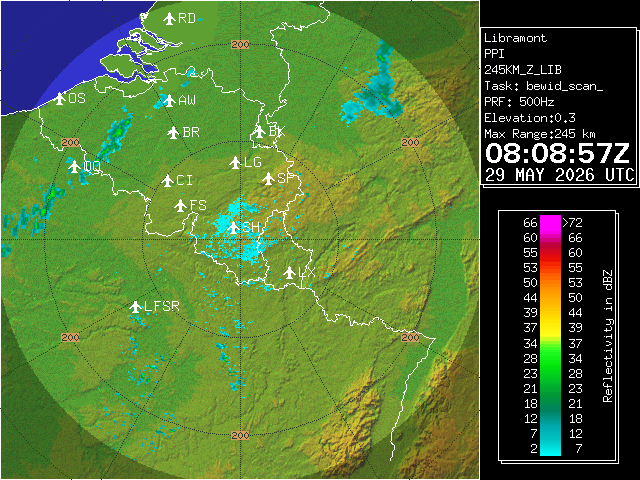 RD
200
OS
AW
BR
BK
200
200
LG
CI
SP
FS
SH
LX
LFSR
200
200
200
Libramont
PPI
245KM_Z_LIB
Task: bewid_scan_
PRF: 500Hz
Elevation:0.3
Max Range:245 km
08:08:57Z
29 MAY 2026 UTC
66 >72
60 66
55 60
53 55
50 53
44 50
39 44
37 39
34 37
28 34
23 28
21 23
18 21
12 18
7 12
2 7
Reflectivity in dBZ